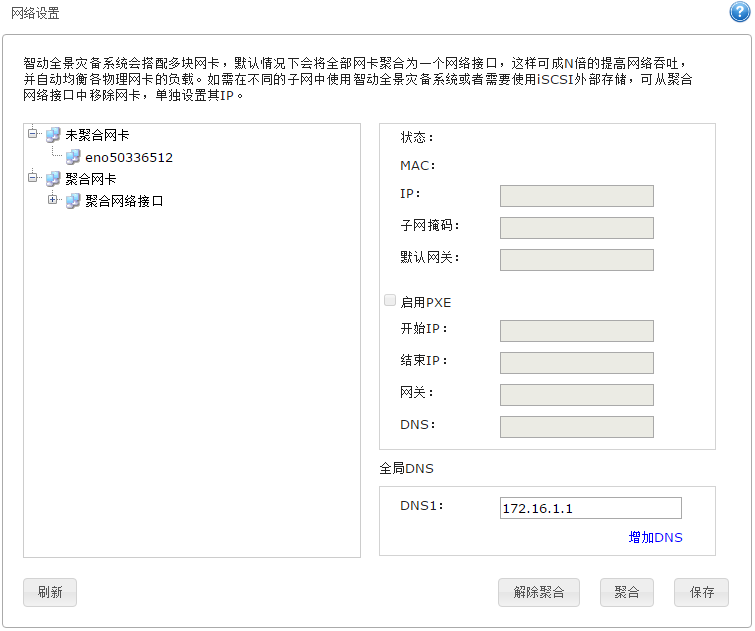 网络设置
智动全景灾备系统会搭配多块网卡，默认情况下会将全部网卡聚合为一个网络接口，这样可成N倍的提高网络吞吐，
并自动均衡各物理网卡的负载。如需在不同的子网中使用智动全景灾备系统或者需要使用iSCSI外部存储，可从聚合
网络接口中移除网卡，单独设置其IP。
未聚合网卡
eno50336512
聚合网卡
聚合网络接口
状态：
MAC：
IP：
子网掩码：
默认网关：
启用PXE
开始IP：
结束IP：
网关：
DNS：
全局DNS
DNS1： 172.16.1.1
增加DNS
刷新 解除聚合 聚合 保存